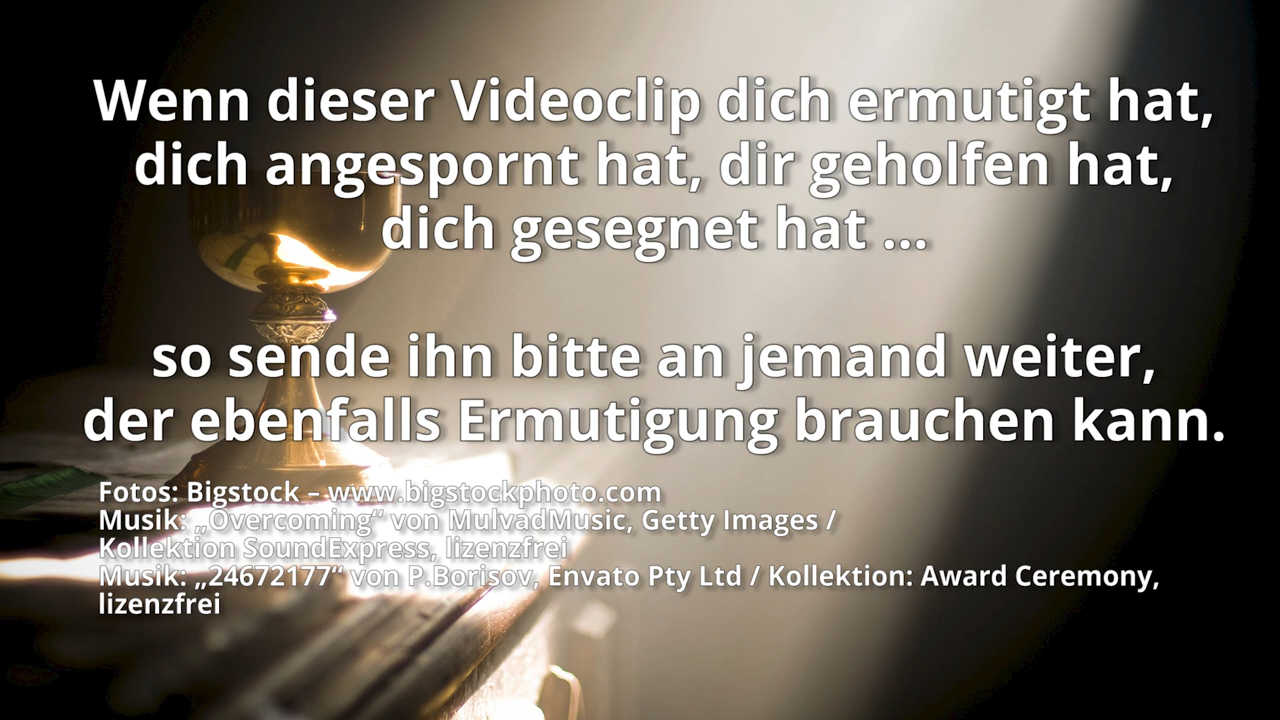 Wenn dieser Videoclip dich ermutigt hat,
dich angespornt hat, dir geholfen hat,
dich gesegnet hat ...
so sende ihn bitte an jemand weiter,
der ebenfalls Ermutigung brauchen kann.
Fotos: Bigstock – www.bigstockphoto.com
Musik: „Overcoming“ von MulvadMusic, Getty Images /
Kollektion SoundExpress, lizenzfrei
Musik: „24672177“ von P.Borisov, Envato Pty Ltd / Kollektion: Award Ceremony,
lizenzfrei